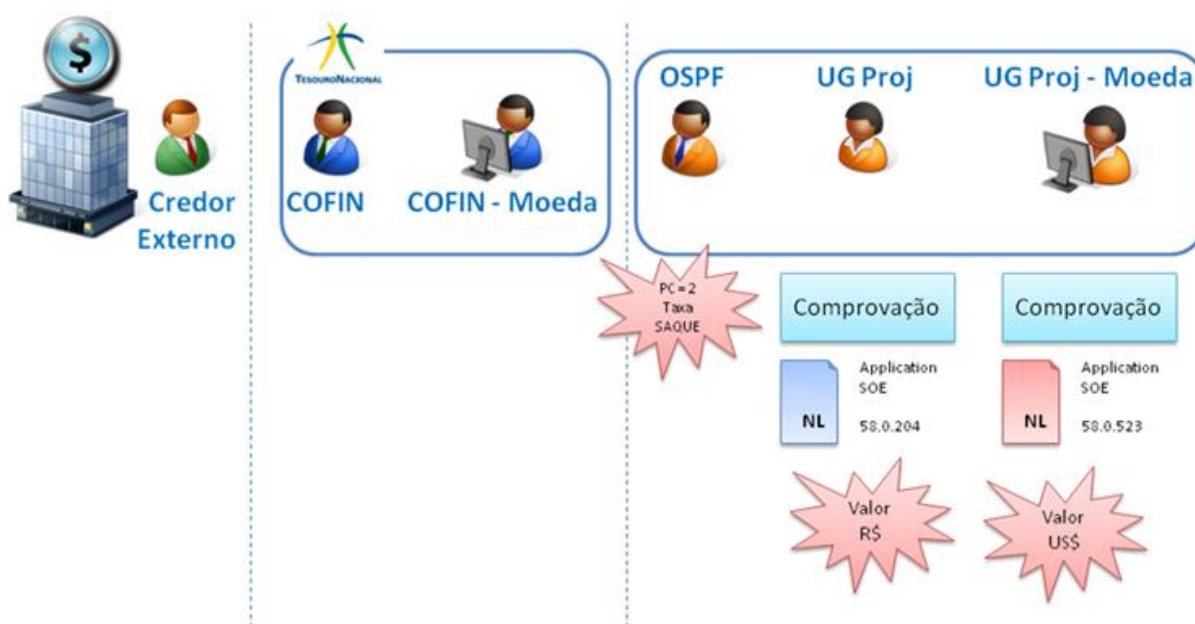 $
TESOURONACIONAL
Credor
Externo
COFIN
COFIN - Moeda
OSPF
UG Proj
UG Proj - Moeda
PC = 2
Taxa
SAQUE
Comprovação
NL
Application
SOE
58.0.204
Valor
R$
Comprovação
NL
Application
SOE
58.0.523
Valor
US$